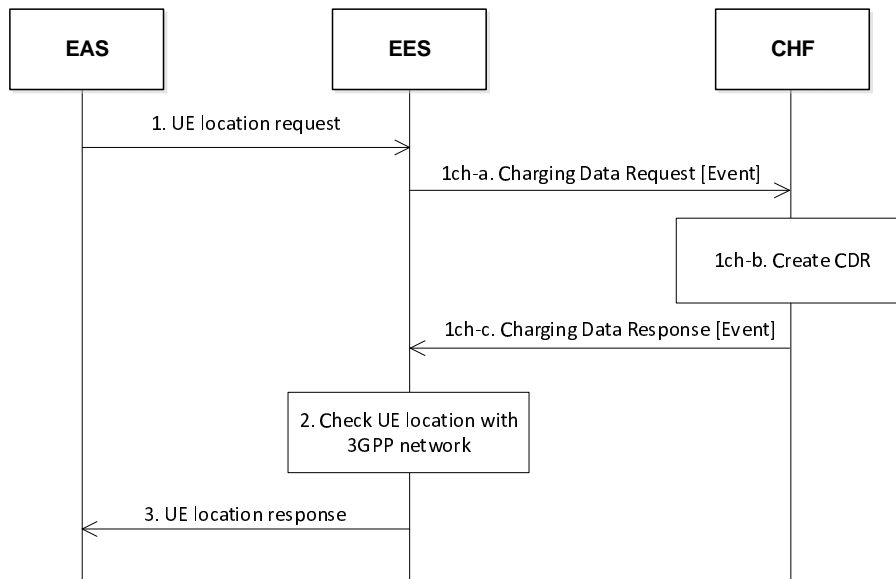 EAS
EES
CHF
1. UE location request
1ch-a. Charging Data Request [Event]
1ch-b. Create CDR
1ch-c. Charging Data Response [Event]
2. Check UE location with
3GPP network
3. UE location response